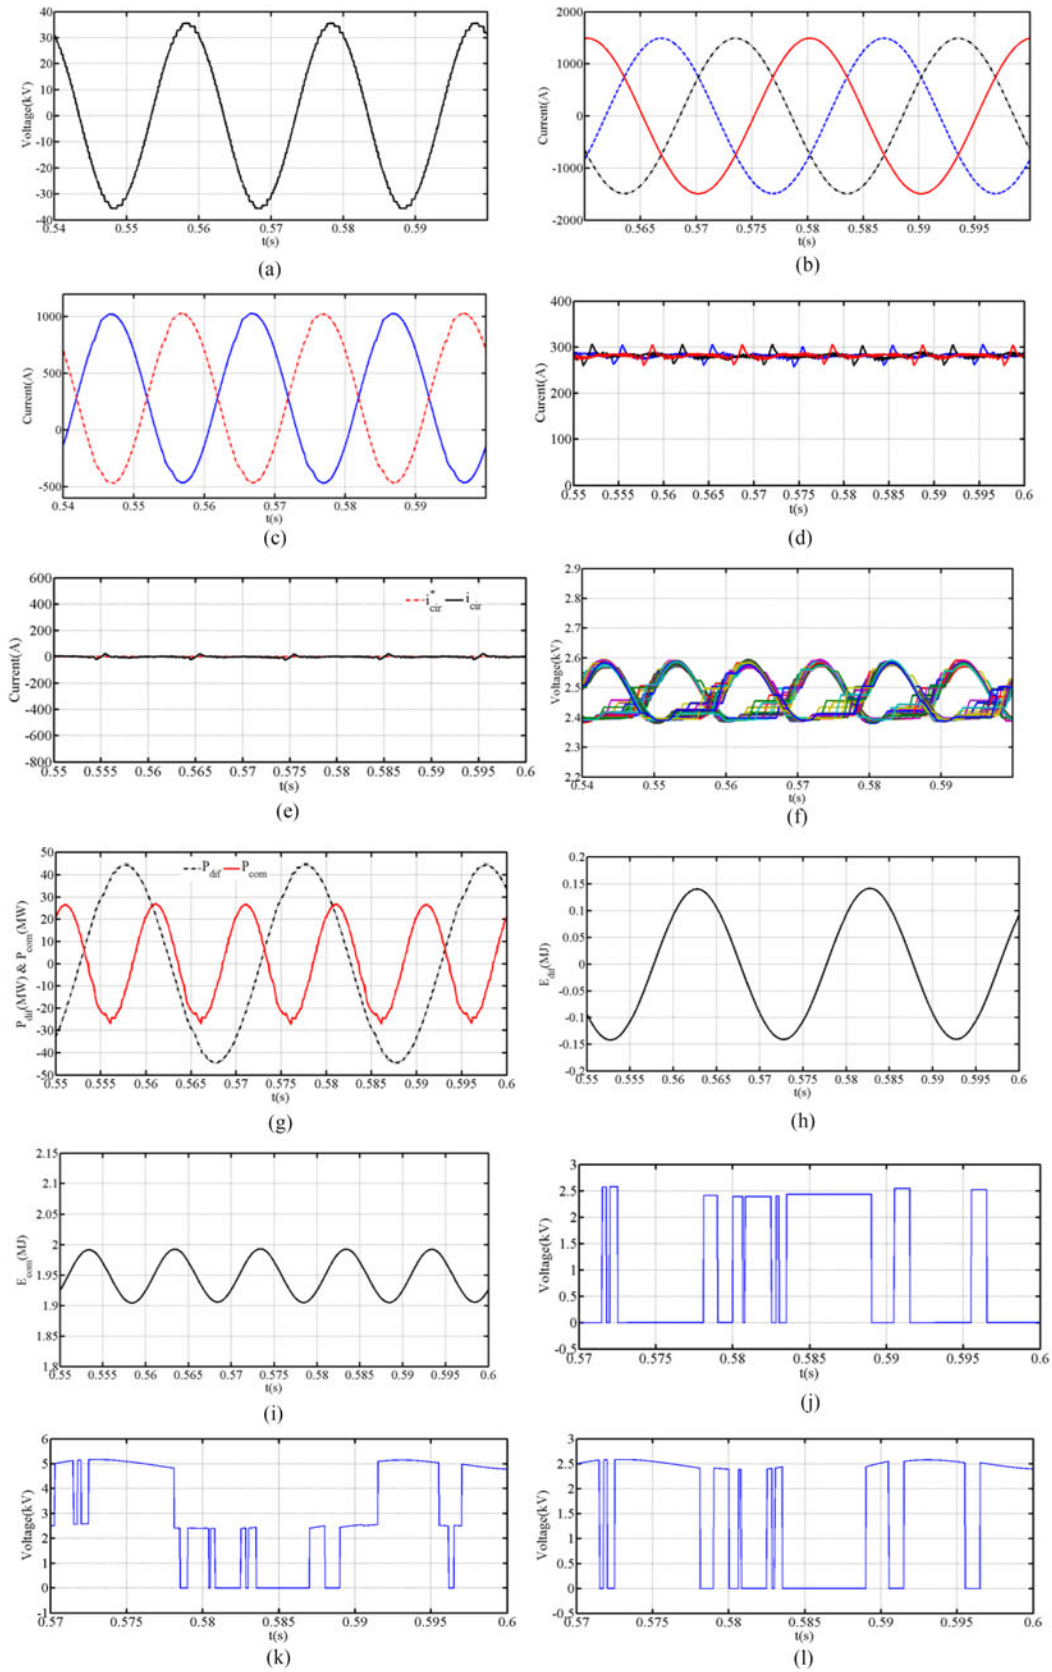 40
30
20
10
0
-10
-20
-30
-40
Voltage(kV)
0.54 0.55 0.56 0.57 0.58 0.59
t(s)
(a)
2000
1000
0
-1000
-2000
Current(A)
0.565 0.57 0.575 0.58 0.585 0.59 0.595
t(s)
(b)
1000
500
0
-500
Current(A)
0.54 0.55 0.56 0.57 0.58 0.59
t(s)
(c)
400
300
200
100
0
Curent(A)
0.55 0.555 0.56 0.565 0.57 0.575 0.58 0.585 0.59 0.595 0.6
t(s)
(d)
600
400
200
0
-200
-400
-600
-800
Current(A)
i*cir icir
0.55 0.555 0.56 0.565 0.57 0.575 0.58 0.585 0.59 0.595 0.6
t(s)
(e)
2.9
2.8
2.7
2.6
2.5
2.4
2.3
2.2
Voltage(kV)
0.54 0.55 0.56 0.57 0.58 0.59
t(s)
(f)
50
40
30
20
10
0
-10
-20
-30
-40
-50
Pdif(MW) & Pcom(MW)
Pdif Pcom
0.55 0.555 0.56 0.565 0.57 0.575 0.58 0.585 0.59 0.595 0.6
t(s)
(g)
0.2
0.15
0.1
0.05
0
-0.05
-0.1
-0.15
-0.2
Edif(MJ)
0.55 0.555 0.56 0.565 0.57 0.575 0.58 0.585 0.59 0.595 0.6
t(s)
(h)
2.15
2.1
2.05
2
1.95
1.9
1.85
1.8
Ecom(MJ)
0.55 0.555 0.56 0.565 0.57 0.575 0.58 0.585 0.59 0.595 0.6
t(s)
(i)
3
2.5
2
1.5
1
0.5
0
-0.5
Voltage(kV)
0.57 0.575 0.58 0.585 0.59 0.595 0.6
t(s)
(j)
6
5
4
3
2
1
0
-1
Voltage(kV)
0.57 0.575 0.58 0.585 0.59 0.595 0.6
t(s)
(k)
3
2.5
2
1.5
1
0.5
0
-0.5
Voltage(kV)
0.57 0.575 0.58 0.585 0.59 0.595 0.6
t(s)
(l)